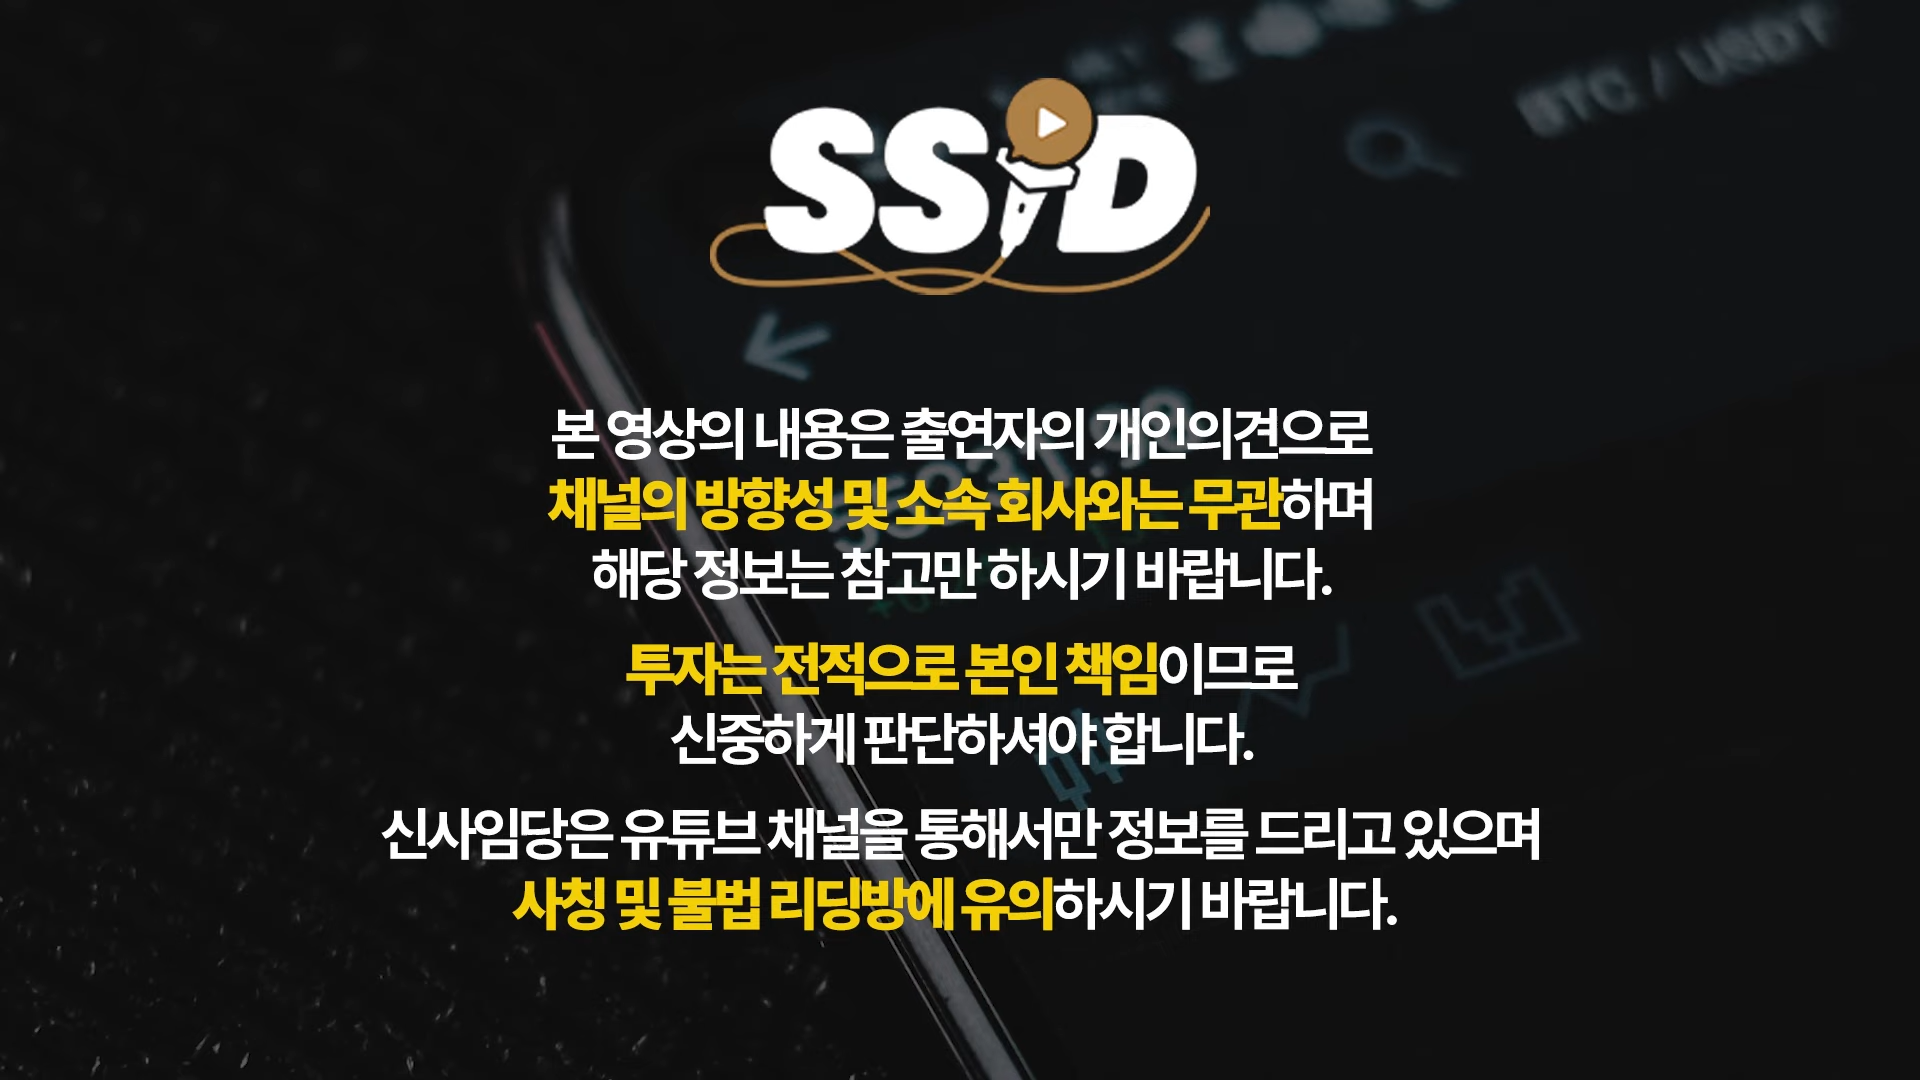 SSiD
BTC / USDT
본 영상의 내용은 출연자의 개인의견으로
채널의 방향성 및 소속 회사와는 무관하며
해당 정보는 참고만 하시기 바랍니다.
투자는 전적으로 본인 책임이므로
신중하게 판단하셔야 합니다.
신사임당은 유튜브 채널을 통해서만 정보를 드리고 있으며
사칭 및 불법 리딩방에 유의하시기 바랍니다.